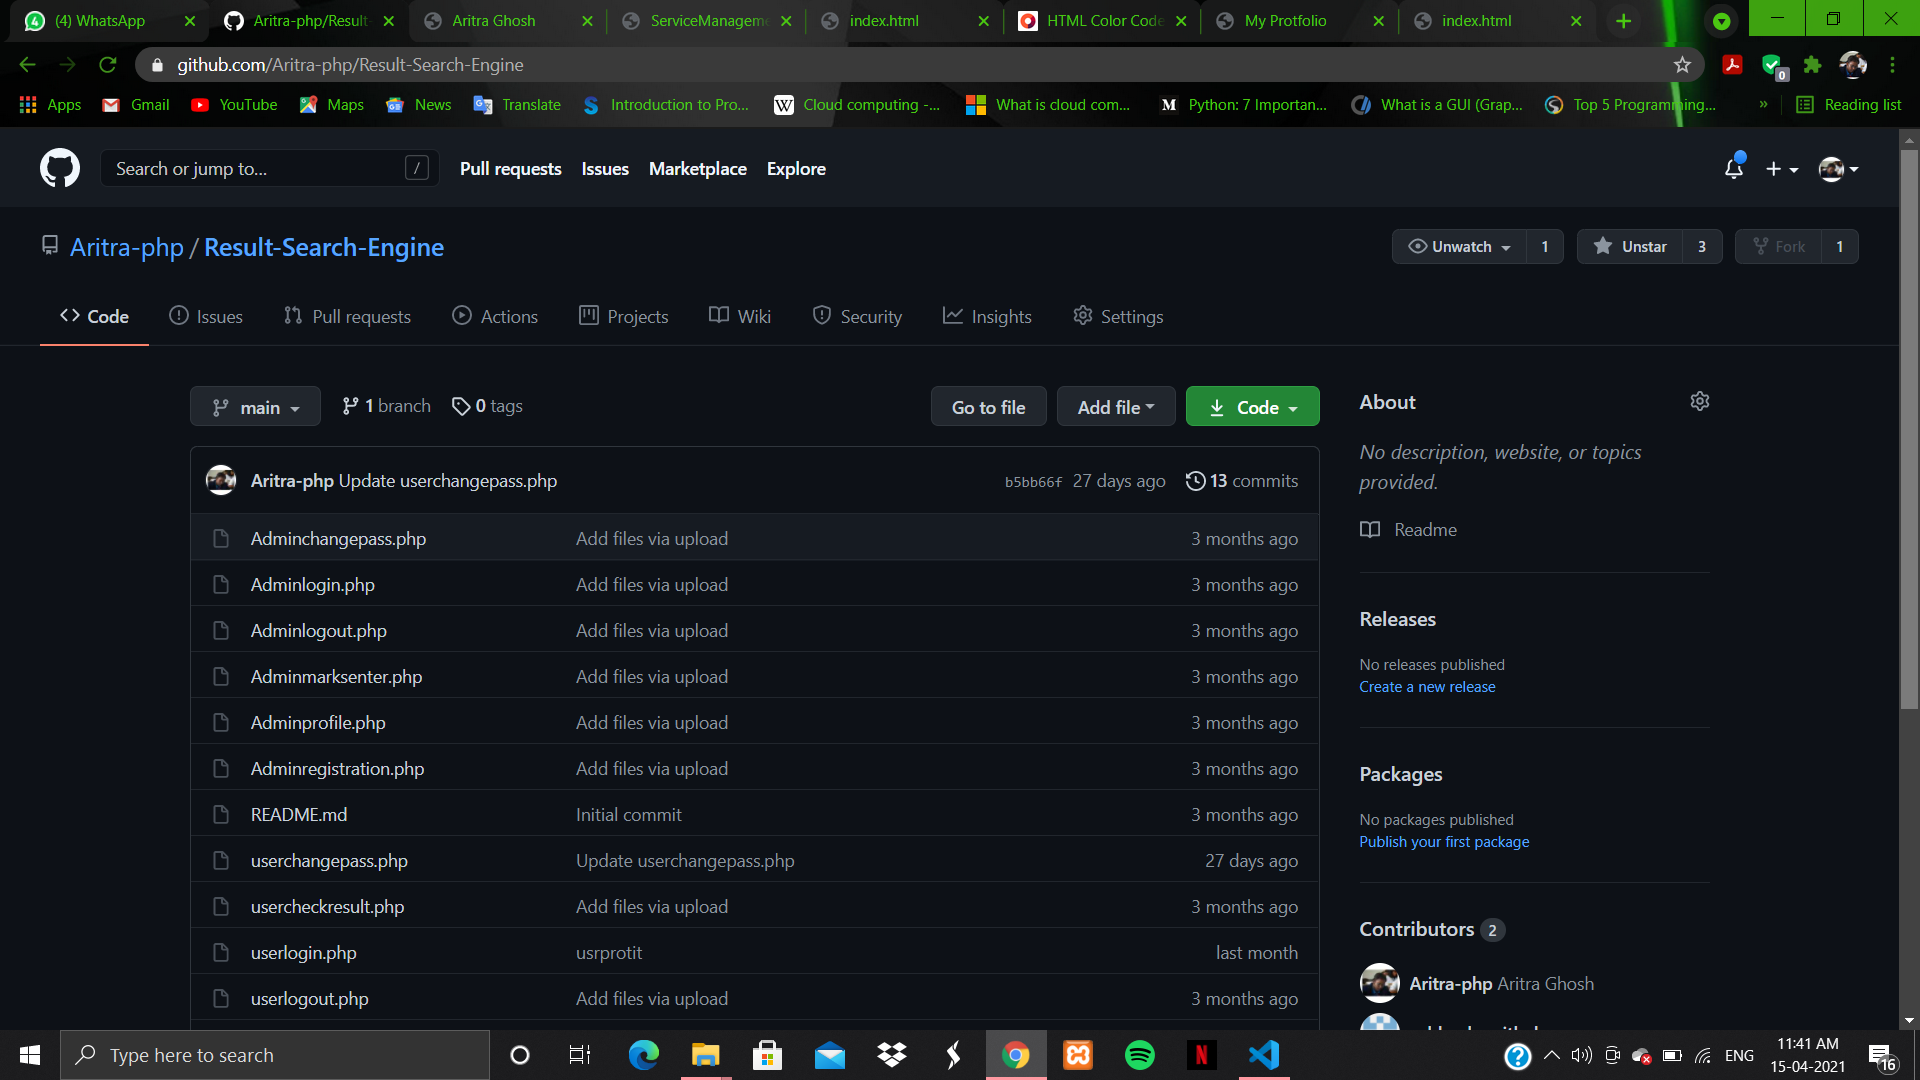 (4) WhatsApp
Aritra-php/Result-
Aritra Ghosh
ServiceManageme
index.html
HTML Color Code
My Protfolio
index.html
github.com/Aritra-php/Result-Search-Engine
0
Apps
Gmail
YouTube
Maps
News
Translate
Introduction to Pro...
Cloud computing -...
What is cloud com...
Python: 7 Importan...
What is a GUI (Grap...
Top 5 Programming...
»
Reading list
Search or jump to...
/
Pull requests
Issues
Marketplace
Explore
Aritra-php / Result-Search-Engine
Unwatch 1
Unstar 3
Fork 1
Code
Issues
Pull requests
Actions
Projects
Wiki
Security
Insights
Settings
main
1 branch
0 tags
Go to file
Add file
Code
Aritra-php Update userchangepass.php b5bb66f 27 days ago 13 commits
Adminchangepass.php Add files via upload 3 months ago
Adminlogin.php Add files via upload 3 months ago
Adminlogout.php Add files via upload 3 months ago
Adminmarksenter.php Add files via upload 3 months ago
Adminprofile.php Add files via upload 3 months ago
Adminregistration.php Add files via upload 3 months ago
README.md Initial commit 3 months ago
userchangepass.php Update userchangepass.php 27 days ago
usercheckresult.php Add files via upload 3 months ago
userlogin.php usrprotit last month
userlogout.php Add files via upload 3 months ago
About
No description, website, or topics
provided.
Readme
Releases
No releases published
Create a new release
Packages
No packages published
Publish your first package
Contributors 2
Aritra-php Aritra Ghosh
Type here to search
ENG
11:41 AM
15-04-2021
16